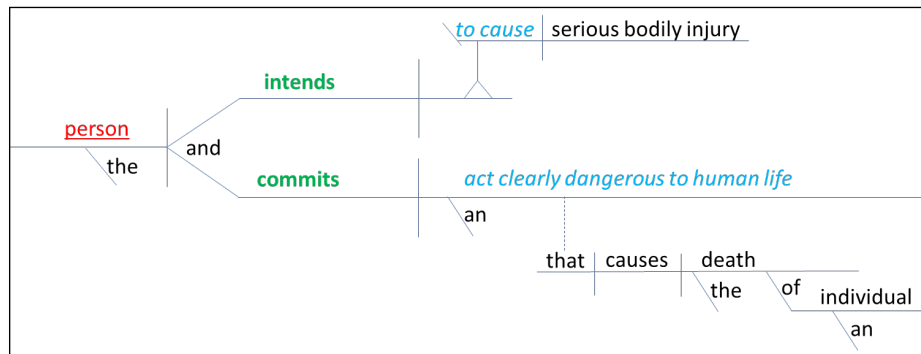 to cause serious bodily injury
intends
person
the
and
commits
act clearly dangerous to human life
an
that causes death
the
of
individual
an